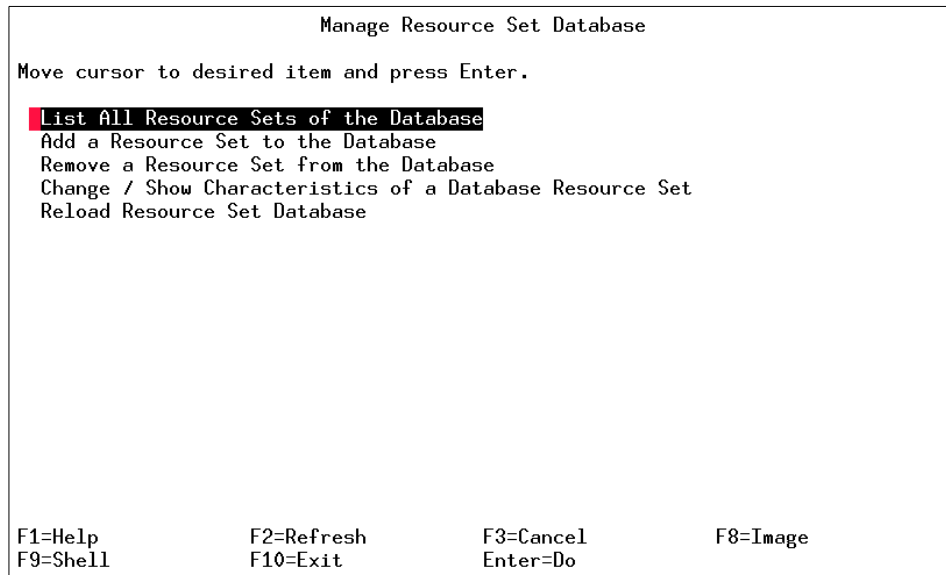 Manage Resource Set Database
Move cursor to desired item and press Enter.
List All Resource Sets of the Database
Add a Resource Set to the Database
Remove a Resource Set from the Database
Change / Show Characteristics of a Database Resource Set
Reload Resource Set Database
F1=Help F2=Refresh F3=Cancel F8=Image
F9=Shell F10=Exit Enter=Do